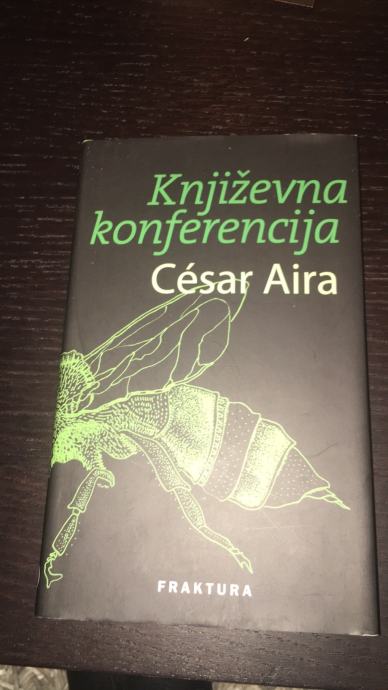 Književna
konferencija
César Aira
FRAKTURA